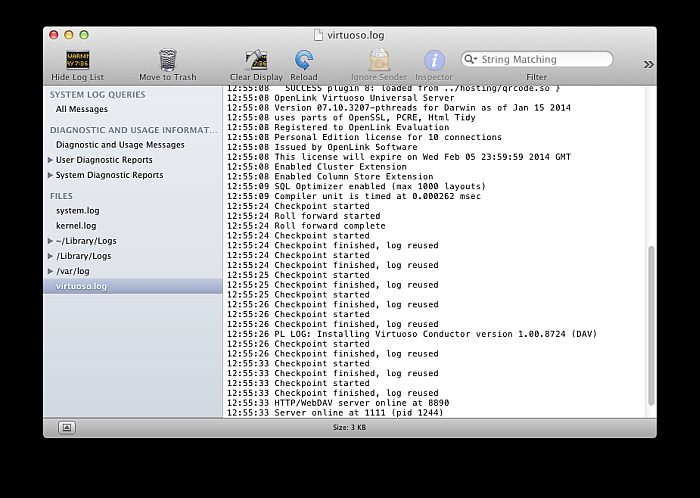 virtuoso.log
WARNIN
AY 7:06
7:06
Hide Log List
Move to Trash
Clear Display
Reload
Ignore Sender
Inspector
String Matching
Filter
SYSTEM LOG QUERIES
All Messages
DIAGNOSTIC AND USAGE INFORMAT...
Diagnostic and Usage Messages
User Diagnostic Reports
System Diagnostic Reports
FILES
system.log
kernel.log
~/Library/Logs
/Library/Logs
/var/log
virtuoso.log
12:55:08   SUCCESS plugin 8: loaded from ../hosting/qrcode.so }
12:55:08 OpenLink Virtuoso Universal Server
12:55:08 Version 07.10.3207-pthreads for Darwin as of Jan 15 2014
12:55:08 uses parts of OpenSSL, PCRE, Html Tidy
12:55:08 Registered to OpenLink Evaluation
12:55:08 Personal Edition license for 10 connections
12:55:08 Issued by OpenLink Software
12:55:08 This license will expire on Wed Feb 05 23:59:59 2014 GMT
12:55:08 Enabled Cluster Extension
12:55:08 Enabled Column Store Extension
12:55:09 SQL Optimizer enabled (max 1000 layouts)
12:55:09 Compiler unit is timed at 0.000262 msec
12:55:24 Checkpoint started
12:55:24 Roll forward started
12:55:24 Roll forward complete
12:55:24 Checkpoint started
12:55:24 Checkpoint finished, log reused
12:55:24 Checkpoint started
12:55:24 Checkpoint finished, log reused
12:55:25 Checkpoint started
12:55:25 Checkpoint finished, log reused
12:55:25 Checkpoint started
12:55:26 Checkpoint finished, log reused
12:55:26 Checkpoint started
12:55:26 Checkpoint finished, log reused
12:55:26 PL LOG: Installing Virtuoso Conductor version 1.00.8724 (DAV)
12:55:26 Checkpoint started
12:55:26 Checkpoint finished, log reused
12:55:33 Checkpoint started
12:55:33 Checkpoint finished, log reused
12:55:33 Checkpoint started
12:55:33 Checkpoint finished, log reused
12:55:33 HTTP/WebDAV server online at 8890
12:55:33 Server online at 1111 (pid 1244)
Size: 3 KB